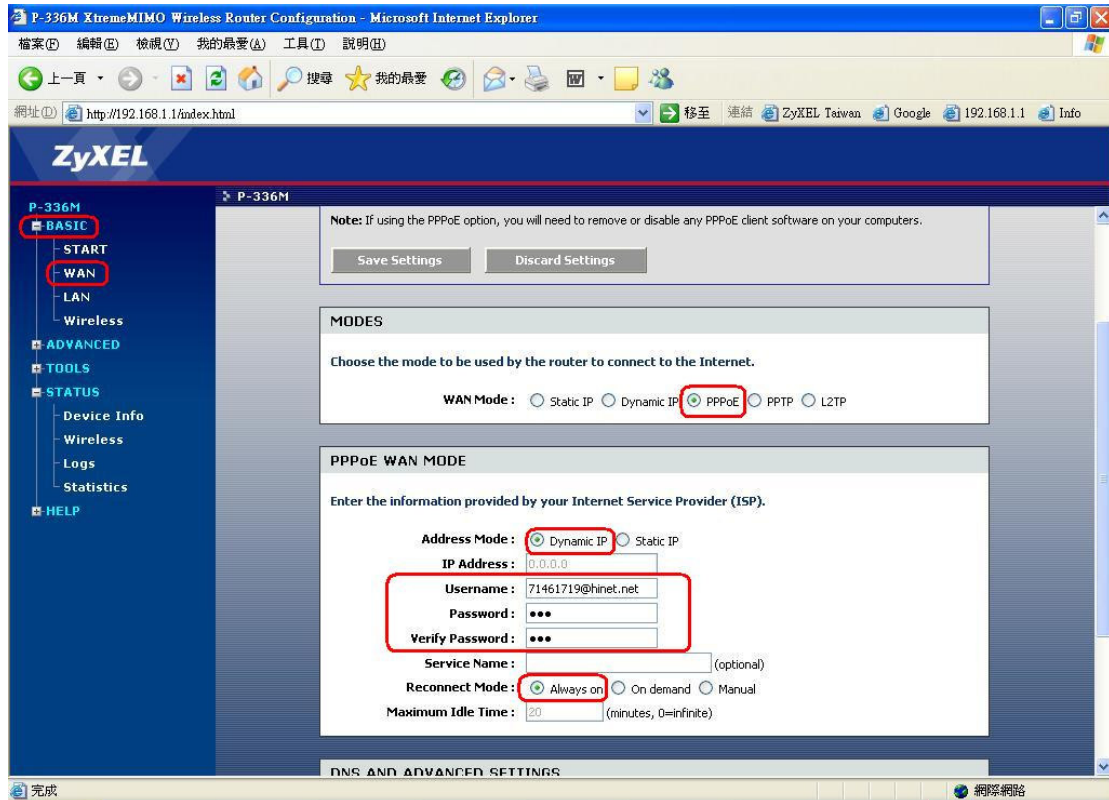 P-336M XtremeMIMO Wireless Router Configuration - Microsoft Internet Explorer
檔案(F) 編輯(E) 檢視(V) 我的最愛(A) 工具(T) 說明(H)
上一頁 搜尋 我的最愛
網址(D) http://192.168.1.1/index.html 移至 連結 ZyXEL Taiwan Google 192.168.1.1 Info
ZyXEL
P-336M
P-336M
BASIC
START
WAN
LAN
Wireless
ADVANCED
TOOLS
STATUS
Device Info
Wireless
Logs
Statistics
HELP
Note: If using the PPPoE option, you will need to remove or disable any PPPoE client software on your computers.
Save Settings Discard Settings
MODES
Choose the mode to be used by the router to connect to the Internet.
WAN Mode : Static IP Dynamic IP PPPoE PPTP L2TP
PPPOE WAN MODE
Enter the information provided by your Internet Service Provider (ISP).
Address Mode : Dynamic IP Static IP
IP Address : 0.0.0.0
Username : 71461719@hinet.net
Password : •••
Verify Password : •••
Service Name : (optional)
Reconnect Mode : Always on On demand Manual
Maximum Idle Time : 20 (minutes, 0=infinite)
DNS AND ADVANCED SETTINGS
完成 網際網路